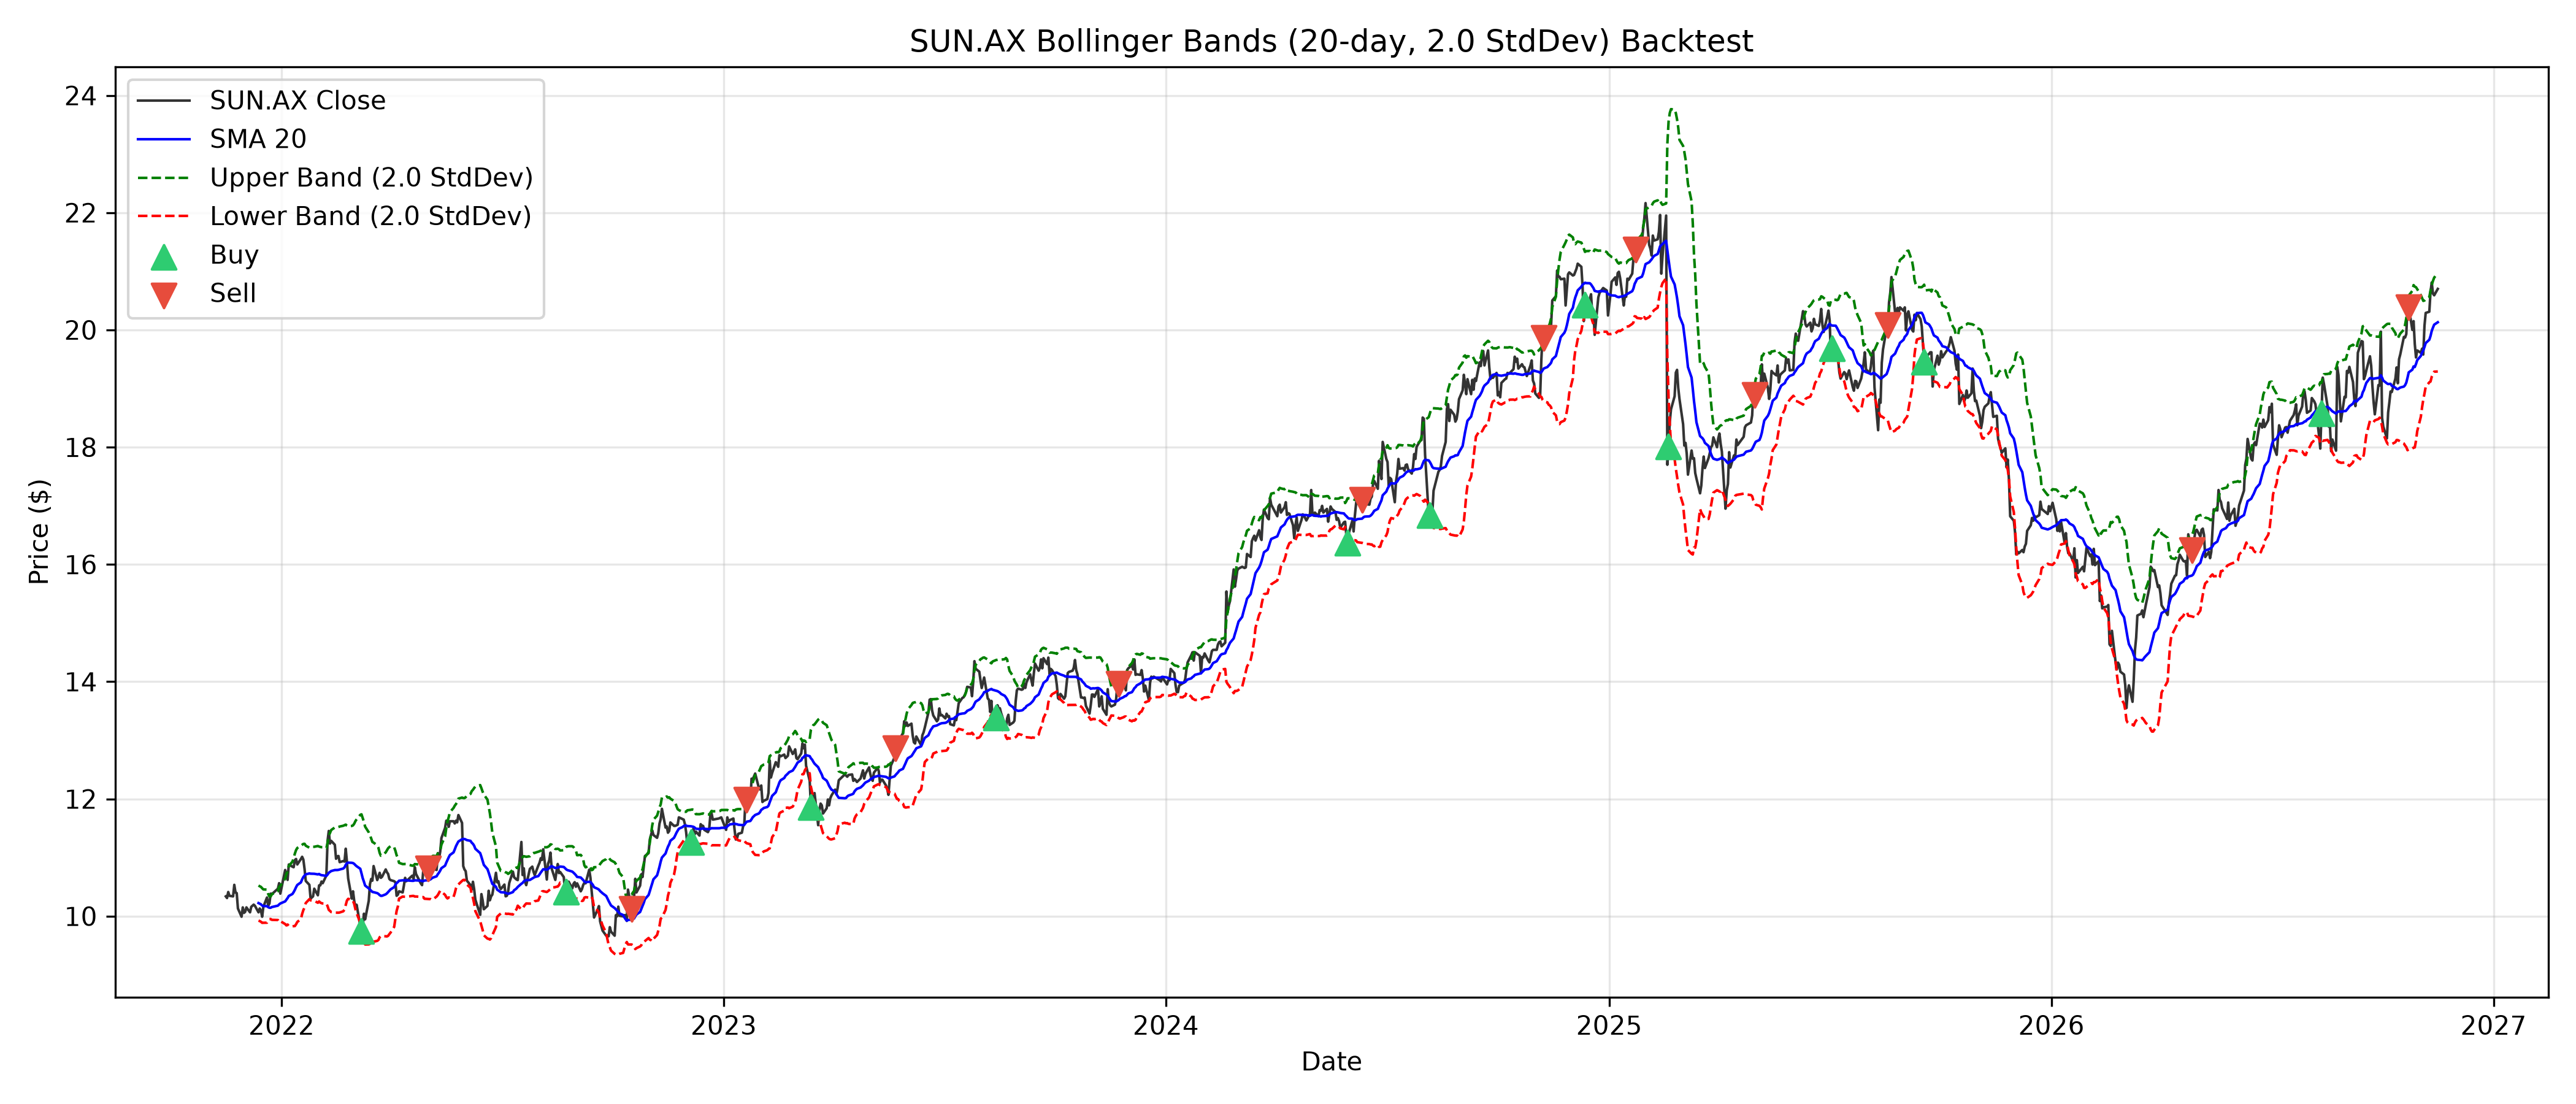 SUN.AX Bollinger Bands (20-day, 2.0 StdDev) Backtest
SUN.AX Close
SMA 20
Upper Band (2.0 StdDev)
Lower Band (2.0 StdDev)
Buy
Sell
Price ($)
24
22
20
18
16
14
12
10
2022
2023
2024
2025
2026
2027
Date